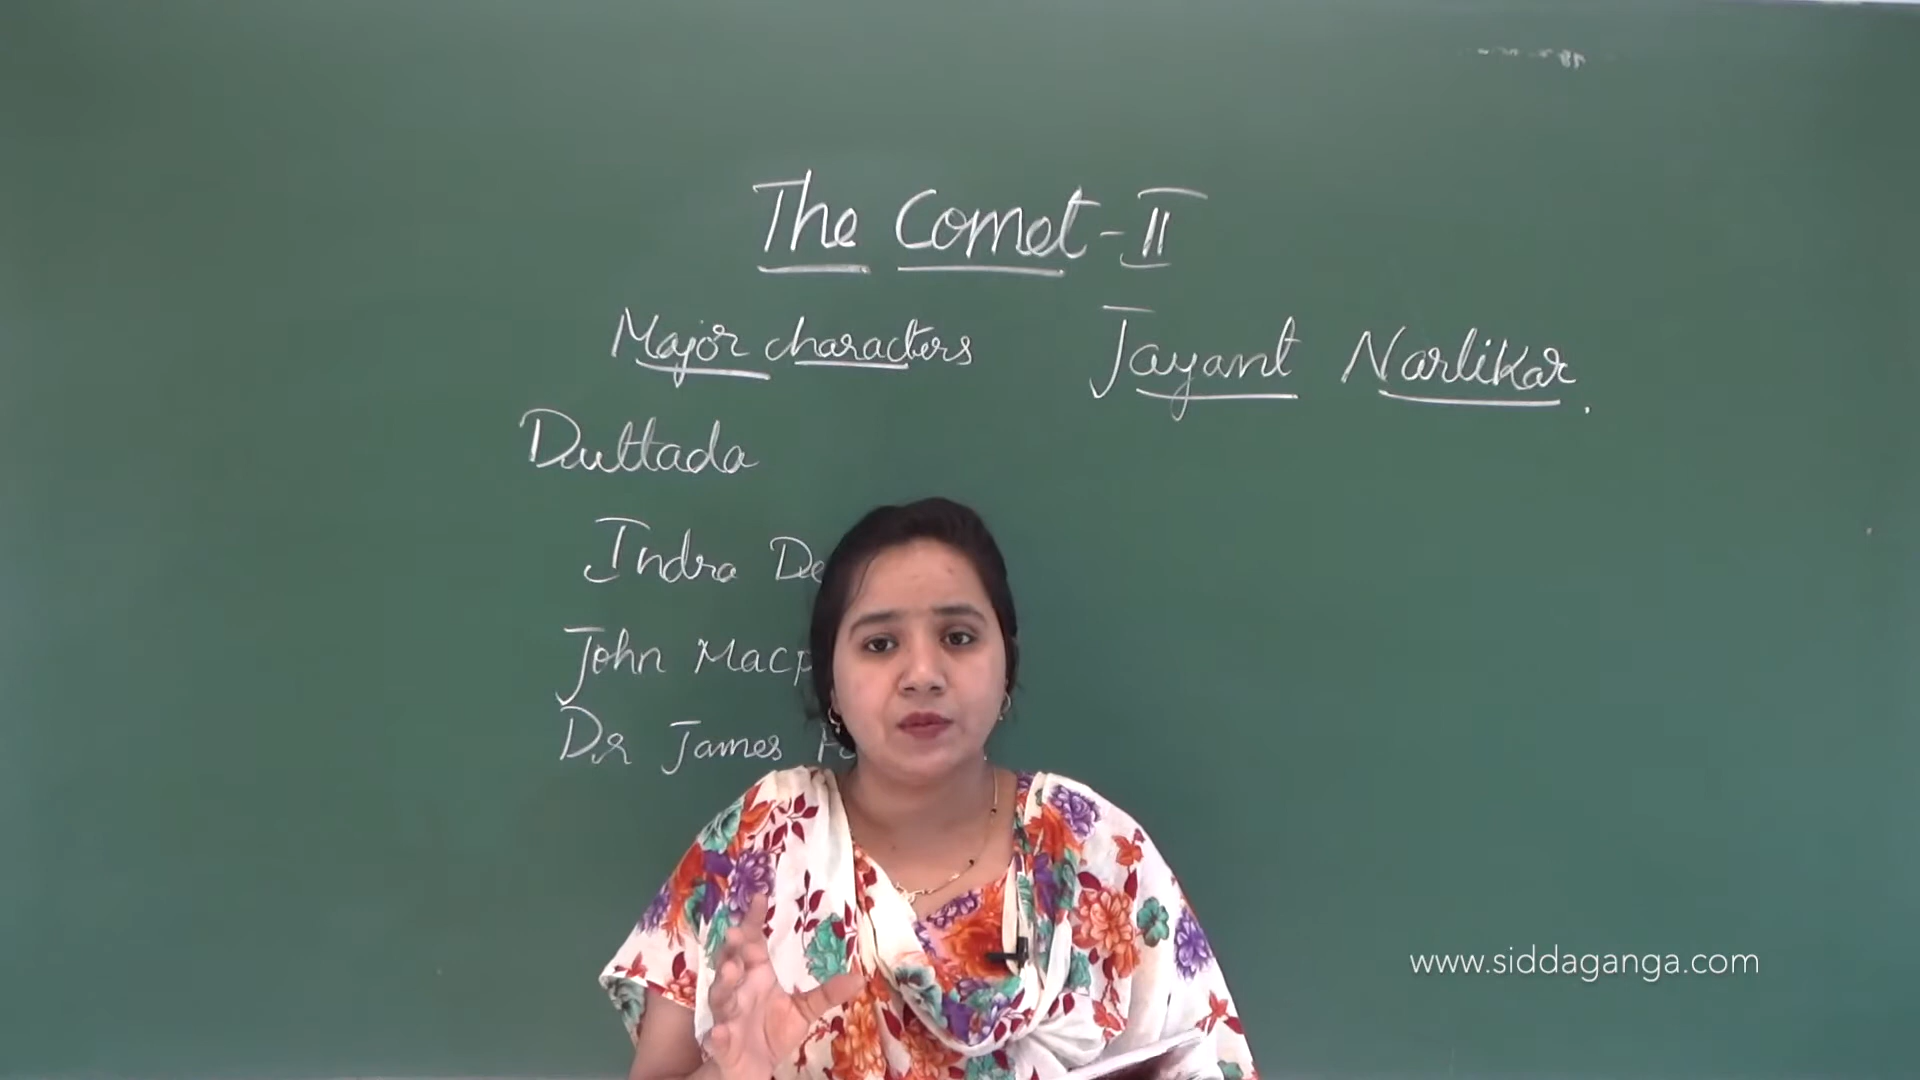 The Comet - II
Major characters
Jayant Narlikar.
Duttada
Indra De
John Macp
Dr James
www.siddaganga.com